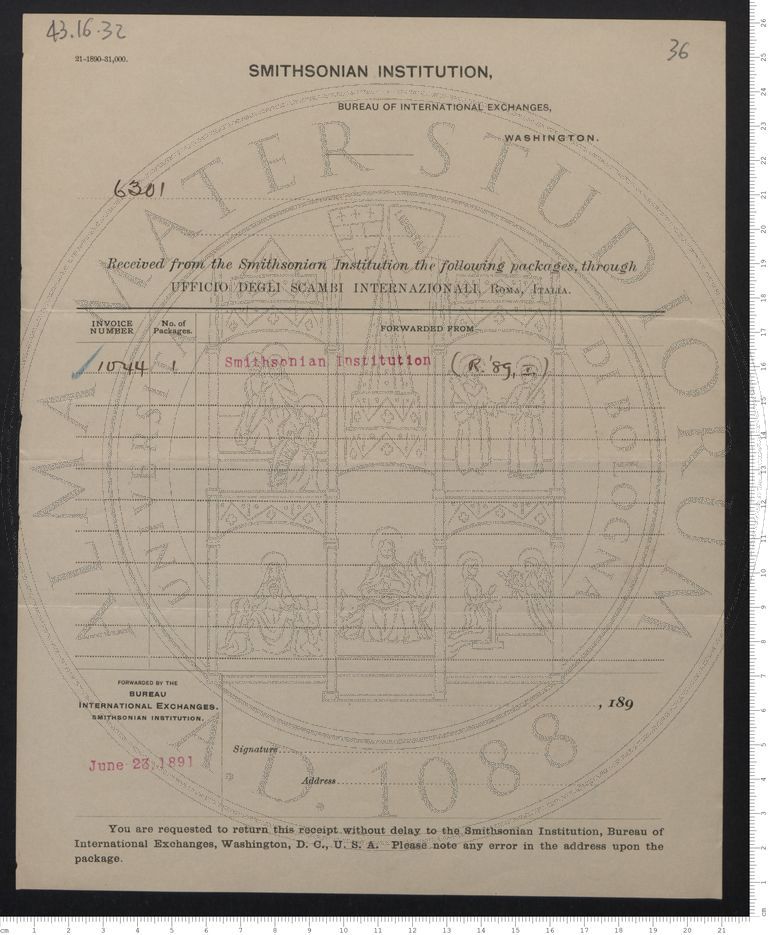 43.16-32
36
21-1890-31,000.
SMITHSONIAN INSTITUTION,
BUREAU OF INTERNATIONAL EXCHANGES,
WASHINGTON.
6301
Received from the Smithsonian Institution the following packages, through
UFFICIO DEGLI SCAMBI INTERNAZIONALI, ROMA, ITALIA.
INVOICE NUMBER No. of Packages. FORWARDED FROM
1044 1 Smithsonian Institution (R. '89, I.)
FORWARDED BY THE
BUREAU
INTERNATIONAL EXCHANGES.
SMITHSONIAN INSTITUTION.
, 189
Signature
June 23, 1891
Address
You are requested to return this receipt without delay to the Smithsonian Institution, Bureau of
International Exchanges, Washington, D. C., U. S. A. Please note any error in the address upon the
package.
ALMA MATER STUDIORUM
A.D. 1088